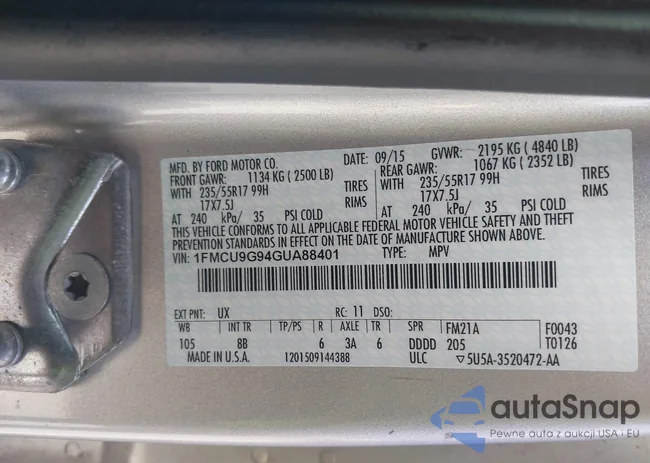 MFD. BY FORD MOTOR CO. DATE: 09/15 GVWR: 2195 KG ( 4840 LB)
FRONT GAWR: 1134 KG ( 2500 LB) REAR GAWR: 1067 KG ( 2352 LB)
WITH 235/55R17 99H TIRES WITH 235/55R17 99H TIRES
17X7.5J RIMS 17X7.5J RIMS
AT 240 kPa/ 35 PSI COLD AT 240 kPa/ 35 PSI COLD
THIS VEHICLE CONFORMS TO ALL APPLICABLE FEDERAL MOTOR VEHICLE SAFETY AND THEFT
PREVENTION STANDARDS IN EFFECT ON THE DATE OF MANUFACTURE SHOWN ABOVE.
VIN: 1FMCU9G94GUA88401 TYPE: MPV
EXT PNT: UX RC: 11 DSO:
WB INT TR TP/PS R AXLE TR SPR FM21A F0043
105 8B 6 3A 6 DDDD 205 T0126
MADE IN U.S.A. 1201509144388 ULC ▽5U5A-3520472-AA
autaSnap
Pewne auta z aukcji USA i EU